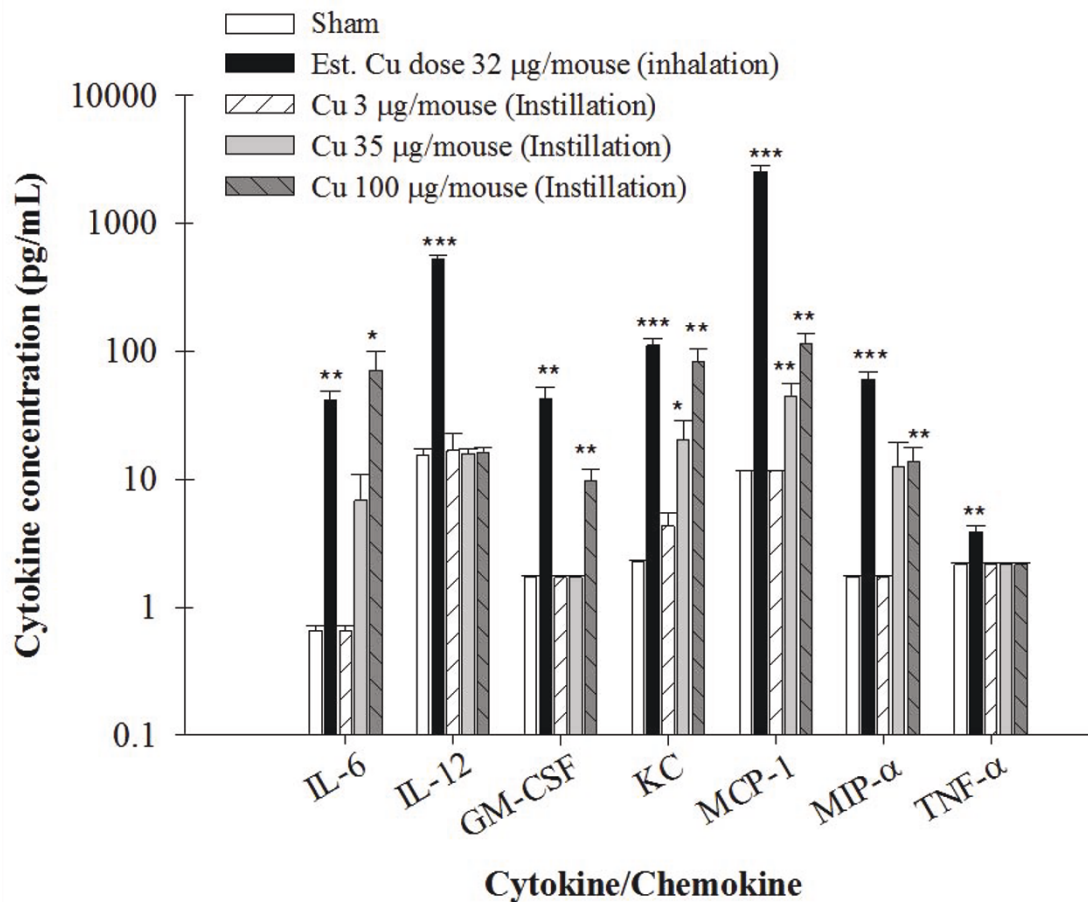 Sham
Est. Cu dose 32 μg/mouse (inhalation)
Cu 3 μg/mouse (Instillation)
Cu 35 μg/mouse (Instillation)
Cu 100 μg/mouse (Instillation)
Cytokine concentration (pg/mL)
10000
1000
100
10
1
0.1
**
*
***
**
**
***
*
**
***
**
**
***
**
**
IL-6
IL-12
GM-CSF
KC
MCP-1
MIP-α
TNF-α
Cytokine/Chemokine